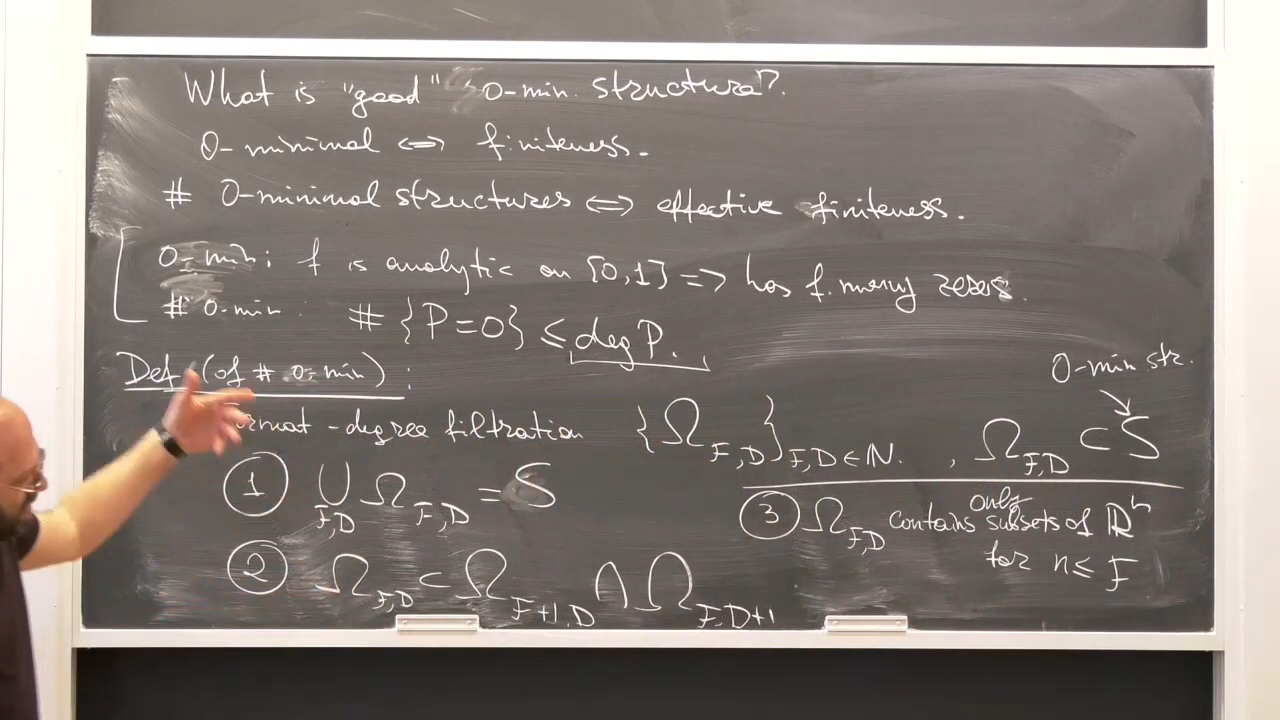 What is "good" o-min. structura?
O-minimal <=> finiteness.
# O-minimal structures <=> effective finiteness.
O-min: f is analytic on [0,1] => has f. many zeros.
# O-min: #{P=0} ≤ deg P.
Def (of # o-min):
-degree filtration {Ω_{F,D}}_{F,D∈ℕ}. , Ω_{F,D} ⊂ S
O-min str.
① ∪_{F,D} Ω_{F,D} = S
② Ω_{F,D} ⊂ Ω_{F+1,D} ∩ Ω_{F,D+1}
③ Ω_{F,D} only contains subsets of ℝⁿ
for n ≤ F